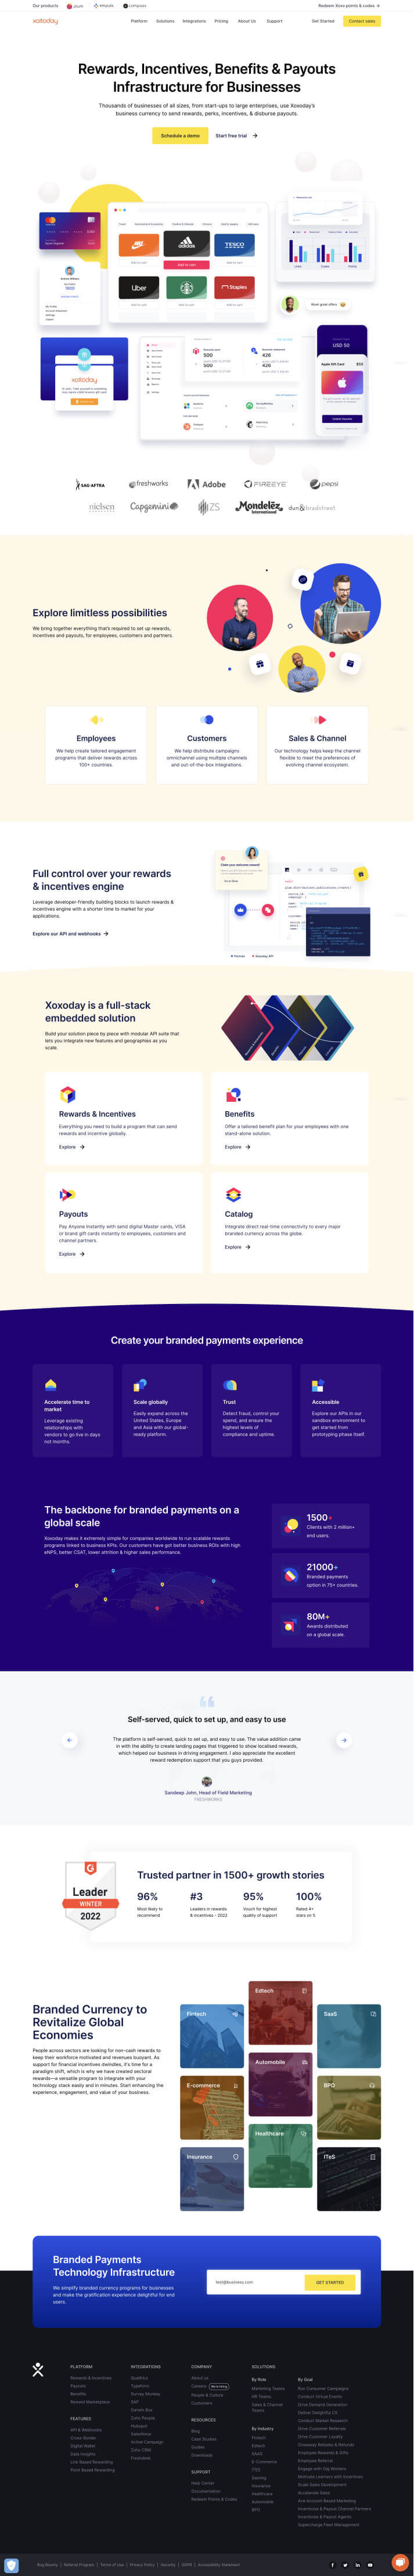 Our products plum empuls compass Redeem Xoxo points & codes →
xoxoday Platform Solutions Integrations Pricing About Us Support Get Started Contact sales
Rewards, Incentives, Benefits & Payouts
Infrastructure for Businesses
Thousands of businesses of all sizes, from start-ups to large enterprises, use Xoxoday's
business currency to send rewards, perks, incentives, & disburse payouts.
Schedule a demo Start free trial →
adidas TESCO
Add to cart
Uber Staples
xoxoday
500 426
500 426
USD 50
Apple Gift Card $50
SAG-AFTRA freshworks Adobe FIREEYE pepsi
nielsen Capgemini ZS Mondelēz International dun & bradstreet
Explore limitless possibilities
We bring together everything that's required to set up rewards,
incentives and payouts, for employees, customers and partners.
Employees
We help create tailored engagement
programs that deliver rewards across
100+ countries.
Customers
We help distribute campaigns
omnichannel using multiple channels
and out-of-the-box integrations.
Sales & Channel
Our technology helps keep the channel
flexible to meet the preferences of
evolving channel ecosystem.
Full control over your rewards
& incentives engine
Leverage developer-friendly building blocks to launch rewards &
incentives engine with a shorter time to market for your
applications.
Explore our API and webhooks →
Partner Xoxoday API
Xoxoday is a full-stack
embedded solution
Build your solution piece by piece with modular API suite that
lets you integrate new features and geographies as you
scale.
Rewards & Incentives
Everything you need to build a program that can send
rewards and incentive globally.
Explore →
Benefits
Offer a tailored benefit plan for your employees with one
stand-alone solution.
Explore →
Payouts
Pay Anyone Instantly with send digital Master cards, VISA
or brand gift cards instantly to employees, customers and
channel partners.
Explore →
Catalog
Integrates direct real-time connectivity to every major
branded currency across the globe.
Explore →
Create your branded payments experience
Accelerate time to
market
Leverage existing
relationships with
vendors to go-live in days
not months.
Scale globally
Easily expand across the
United States, Europe
and Asia with our global-
ready platform.
Trust
Detect fraud, control your
spend, and ensure the
highest levels of
compliance and uptime.
Accessible
Explore our APIs in our
sandbox environment to
get started from
prototyping phase itself.
The backbone for branded payments on a
global scale
Xoxoday makes it extremely simple for companies worldwide to run scalable rewards
programs linked to business KPIs. Our customers have got better business ROIs with high
eNPS, better CSAT, lower attrition & higher sales performance.
1500+
Clients with 2 million+
end users.
21000+
Branded payments
option in 75+ countries.
80M+
Awards distributed
on a global scale.
Self-served, quick to set up, and easy to use
The platform is self-served, quick to set up, and easy to use. The value addition came
in with the ability to create landing pages that triggered to show localised rewards,
which helped our business in driving engagement. I also appreciate the excellent
reward redemption support that you guys provided.
Sandeep John, Head of Field Marketing
FRESHWORKS
Leader
WINTER
2022
Trusted partner in 1500+ growth stories
96% #3 95% 100%
Most likely to Leaders in rewards Vouch for highest Rated 4+
recommend & incentives - 2022 quality of support stars on 5
Branded Currency to
Revitalize Global
Economies
People across sectors are looking for non-cash rewards to
keep their workforce motivated and retain customers buoyant. As
support for financial incentives dwindles, it's time for a
paradigm shift, which is why we have created sectoral
rewards—a versatile program to integrate with your
technology stack easily and in minutes. Start enhancing the
experience, engagement, and value of your business.
Edtech
Fintech
SaaS
Automobile
E-commerce
BPO
Healthcare
Insurance
ITeS
Branded Payments
Technology Infrastructure
We simplify branded currency programs for businesses
and make the gratification experience delightful for end
users.
test@business.com GET STARTED
PLATFORM
Rewards & Incentives
Payouts
Benefits
Reward Marketplace
FEATURES
API & Webhooks
Cross Border
Digital Wallet
Data Insights
Link Based Rewarding
Point Based Rewarding
INTEGRATIONS
Qualtrics
Typeform
Survey Monkey
SAP
Darwin Box
Zoho People
Hubspot
Salesforce
Active Campaign
Zoho CRM
Freshdesk
COMPANY
About us
Careers
People & Culture
Customers
RESOURCES
Blog
Case Studies
Guides
Downloads
SUPPORT
Help Center
Documentation
Redeem Points & Codes
SOLUTIONS
By Role
Marketing Teams
HR Teams
Sales & Channel
Teams
By Industry
Fintech
Edtech
SAAS
E-Commerce
ITES
Gaming
Insurance
Healthcare
Automobile
BPO
By Goal
Run Consumer Campaigns
Conduct Virtual Events
Drive Demand Generation
Deliver Delightful CX
Conduct Market Research
Drive Customer Referrals
Drive Customer Loyalty
Giveaway Rebates & Refunds
Employee Rewards & Gifts
Employee Referral
Engage with Gig Workers
Motivate Learners with Incentives
Scale Sales Development
Accelerate Sales
Ace Account Based Marketing
Incentivize & Payout Channel Partners
Incentivize & Payout Agents
Supercharge Fleet Management
Bug Bounty | Referral Program | Terms of Use | Privacy Policy | Security | GDPR | Accessibility Statement